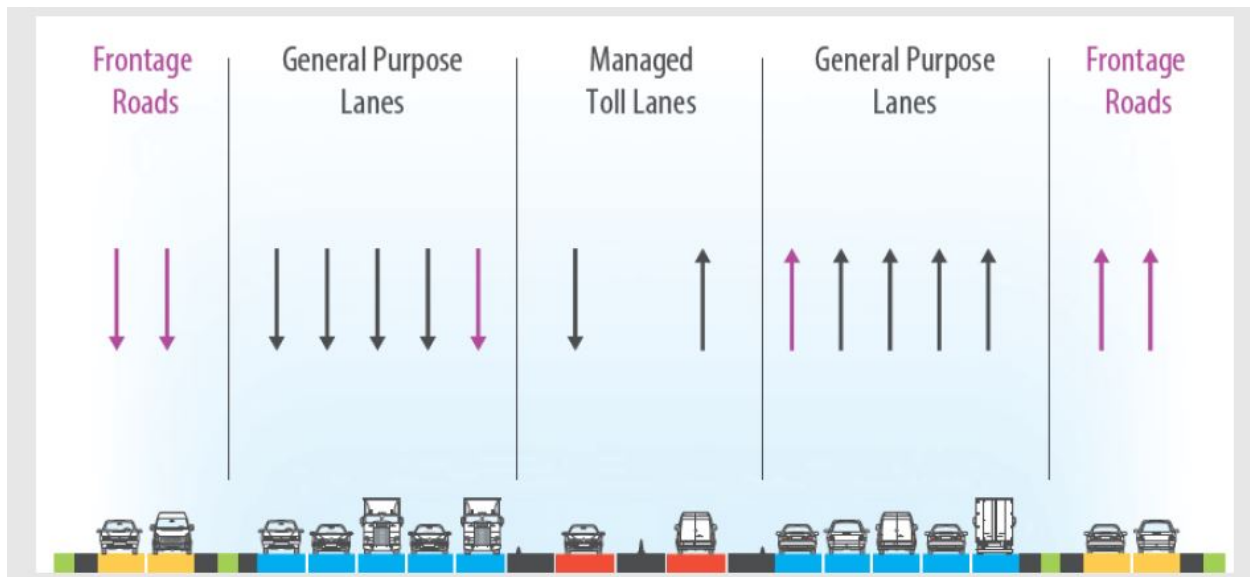 Frontage
Roads
General Purpose
Lanes
Managed
Toll Lanes
General Purpose
Lanes
Frontage
Roads